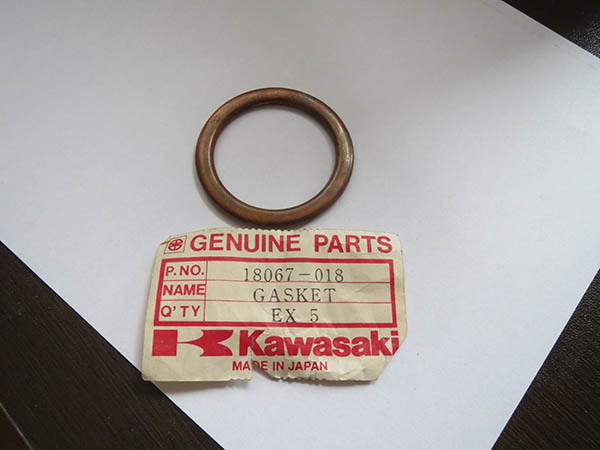 GENUINE PARTS
P.NO. 18067-018
NAME GASKET
Q'TY EX 5
Kawasaki
MADE IN JAPAN